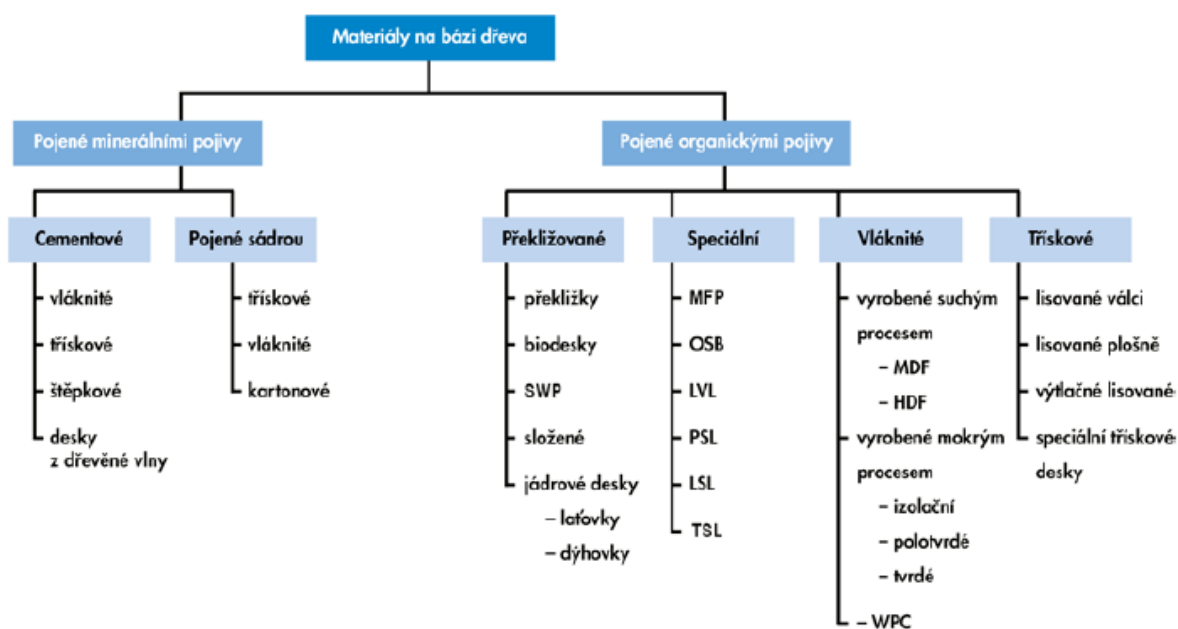 Materiály na bázi dřeva
Pojené minerálními pojivy
Pojené organickými pojivy
Cementové
Pojené sádrou
Překližované
Speciální
Vláknité
Třískové
vláknité
třískové
štěpkové
desky
z dřevěné vlny
třískové
vláknité
kartonové
překližky
biodesky
SWP
složené
jádrové desky
– laťovky
– dýhovky
MFP
OSB
LVL
PSL
LSL
TSL
vyrobené suchým
procesem
– MDF
– HDF
vyrobené mokrým
procesem
– izolační
– polotvrdé
– tvrdé
– WPC
lisované válci
lisované plošně
výtlačné lisované
speciální třískové
desky